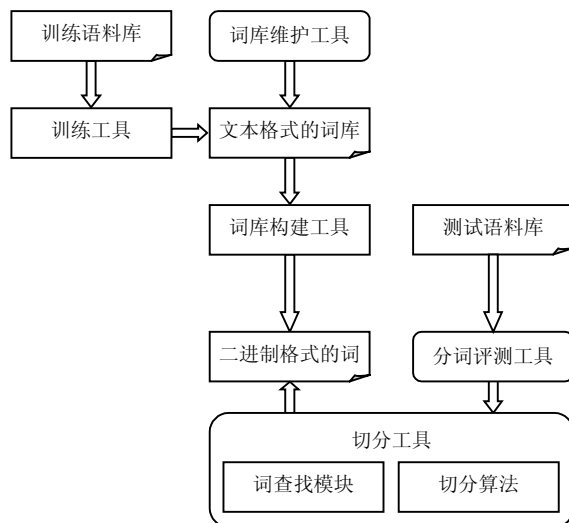 训练语料库
词库维护工具
训练工具
文本格式的词库
词库构建工具
测试语料库
二进制格式的词
分词评测工具
切分工具
词查找模块
切分算法